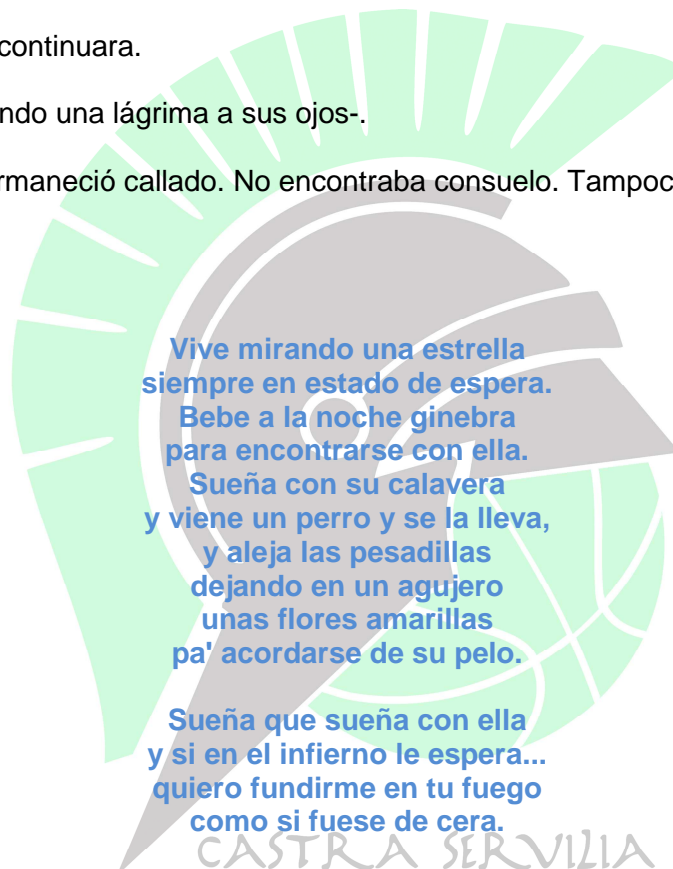 continuara.
ndo una lágrima a sus ojos-.
rmaneció callado. No encontraba consuelo. Tampoc
Vive mirando una estrella
siempre en estado de espera.
Bebe a la noche ginebra
para encontrarse con ella.
Sueña con su calavera
y viene un perro y se la lleva,
y aleja las pesadillas
dejando en un agujero
unas flores amarillas
pa' acordarse de su pelo.
Sueña que sueña con ella
y si en el infierno le espera...
quiero fundirme en tu fuego
como si fuese de cera.
CASTRA SERVILIA